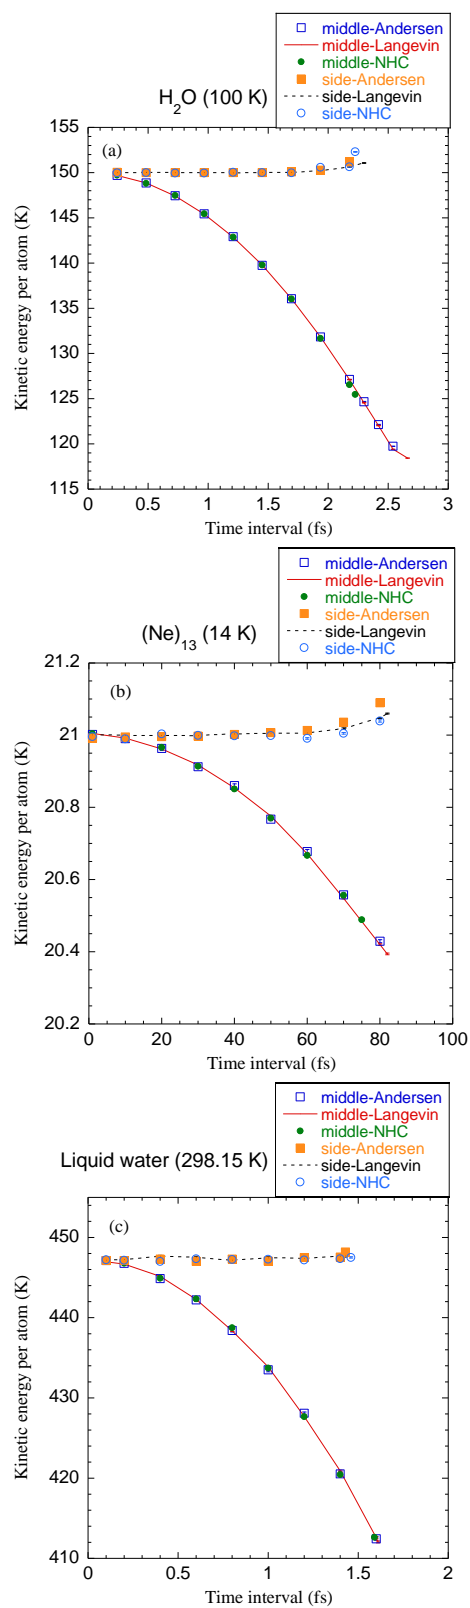 middle-Andersen
middle-Langevin
middle-NHC
side-Andersen
side-Langevin
side-NHC
H2O (100 K)
(a)
155
150
145
140
135
130
125
120
115
Kinetic energy per atom (K)
0 0.5 1 1.5 2 2.5 3
Time interval (fs)
middle-Andersen
middle-Langevin
middle-NHC
side-Andersen
side-Langevin
side-NHC
(Ne)13 (14 K)
(b)
21.2
21
20.8
20.6
20.4
20.2
Kinetic energy per atom (K)
0 20 40 60 80 100
Time interval (fs)
middle-Andersen
middle-Langevin
middle-NHC
side-Andersen
side-Langevin
side-NHC
Liquid water (298.15 K)
(c)
450
440
430
420
410
Kinetic energy per atom (K)
0.5 1 1.5 2
Time interval (fs)